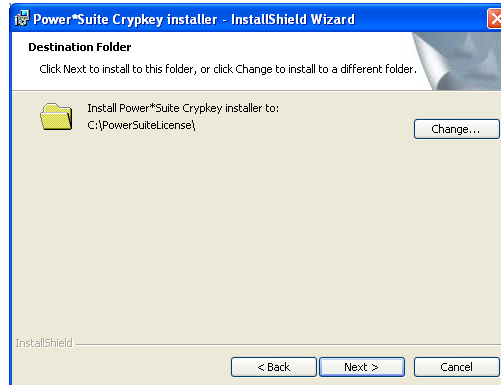 Power*Suite Crypkey installer - InstallShield Wizard
Destination Folder
Click Next to install to this folder, or click Change to install to a different folder.
Install Power*Suite Crypkey installer to:
C:\PowerSuiteLicense\
Change...
InstallShield
< Back
Next >
Cancel